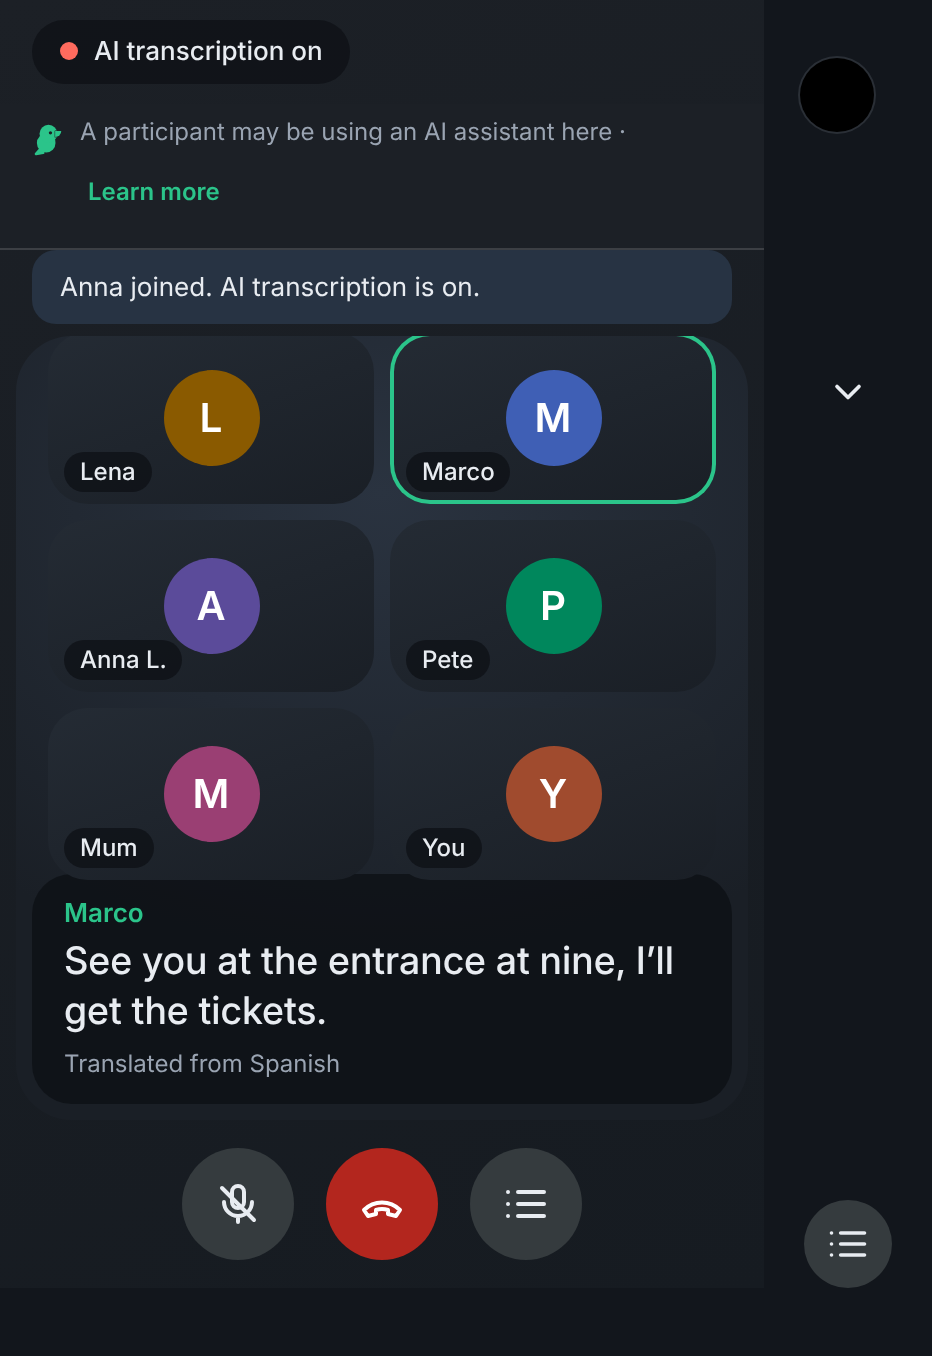 AI transcription on
A participant may be using an AI assistant here ·
Learn more
Anna joined. AI transcription is on.
L
Lena
M
Marco
A
Anna L.
P
Pete
M
Mum
Y
You
Marco
See you at the entrance at nine, I’ll
get the tickets.
Translated from Spanish